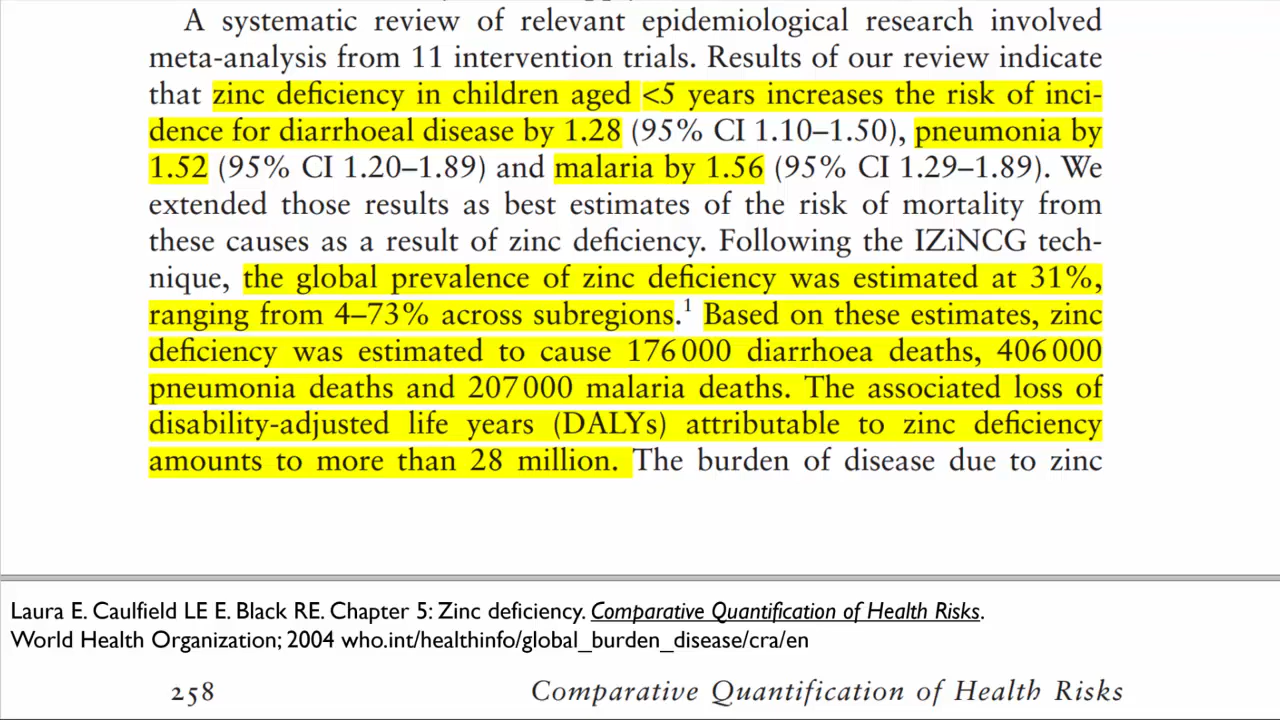 A systematic review of relevant epidemiological research involved
meta-analysis from 11 intervention trials. Results of our review indicate
that zinc deficiency in children aged <5 years increases the risk of inci-
dence for diarrhoeal disease by 1.28 (95% CI 1.10–1.50), pneumonia by
1.52 (95% CI 1.20–1.89) and malaria by 1.56 (95% CI 1.29–1.89). We
extended those results as best estimates of the risk of mortality from
these causes as a result of zinc deficiency. Following the IZiNCG tech-
nique, the global prevalence of zinc deficiency was estimated at 31%,
ranging from 4–73% across subregions.¹ Based on these estimates, zinc
deficiency was estimated to cause 176 000 diarrhoea deaths, 406 000
pneumonia deaths and 207 000 malaria deaths. The associated loss of
disability-adjusted life years (DALYs) attributable to zinc deficiency
amounts to more than 28 million. The burden of disease due to zinc
Laura E. Caulfield LE E. Black RE. Chapter 5: Zinc deficiency. Comparative Quantification of Health Risks.
World Health Organization; 2004 who.int/healthinfo/global_burden_disease/cra/en
258 Comparative Quantification of Health Risks